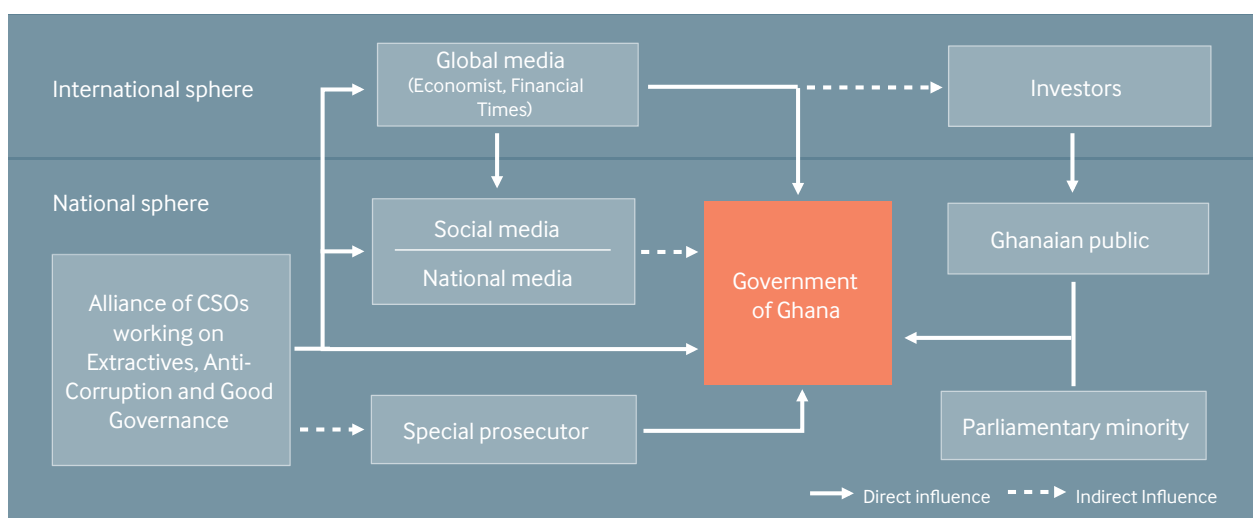 International sphere
Global media
(Economist, Financial
Times)
Investors
National sphere
Social media
National media
Government
of Ghana
Ghanaian public
Alliance of CSOs
working on
Extractives, Anti-
Corruption and Good
Governance
Special prosecutor
Parliamentary minority
Direct influence
Indirect Influence